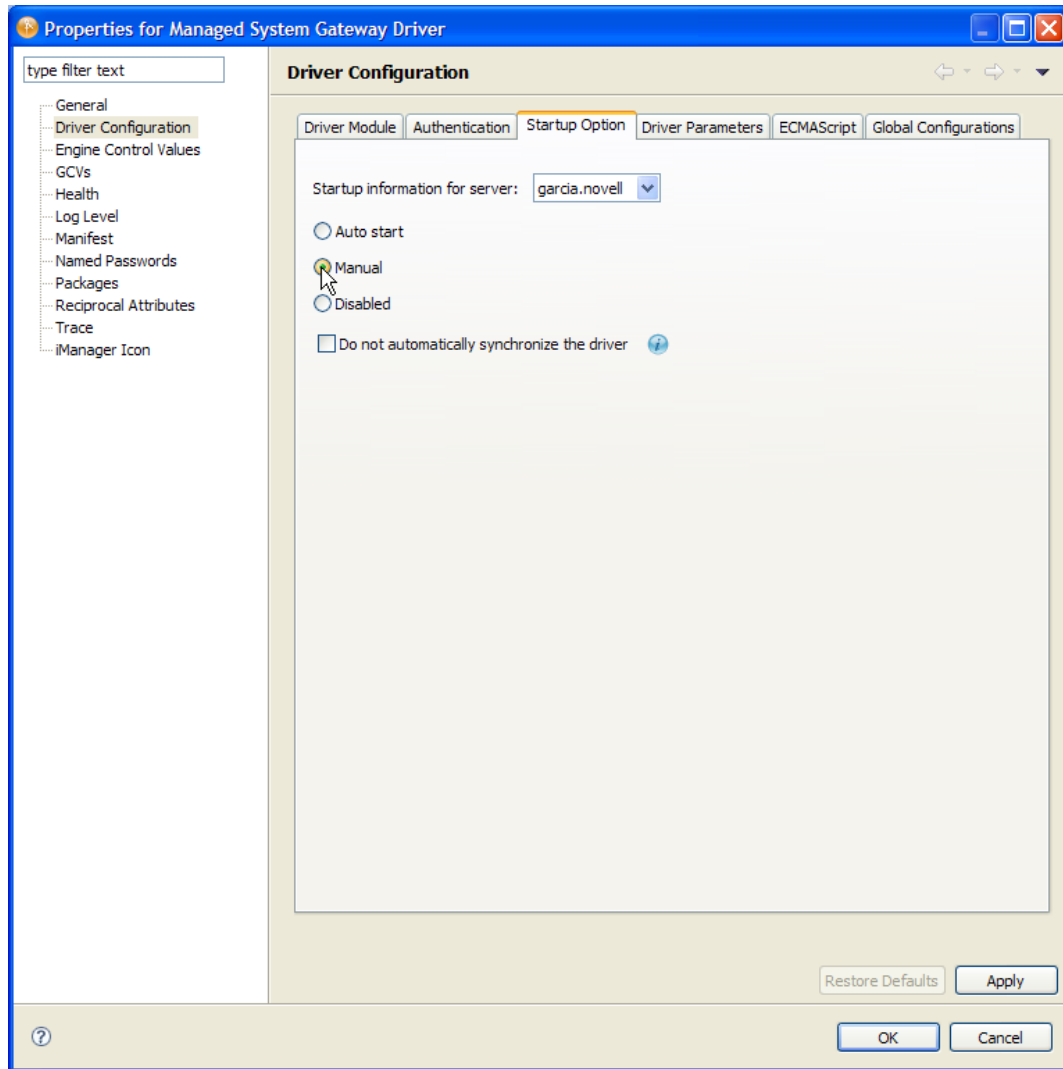 Properties for Managed System Gateway Driver
type filter text
General
Driver Configuration
Engine Control Values
GCVs
Health
Log Level
Manifest
Named Passwords
Packages
Reciprocal Attributes
Trace
iManager Icon
Driver Configuration
Driver Module Authentication Startup Option Driver Parameters ECMAScript Global Configurations
Startup information for server: garcia.novell
Auto start
Manual
Disabled
Do not automatically synchronize the driver
Restore Defaults Apply
OK Cancel